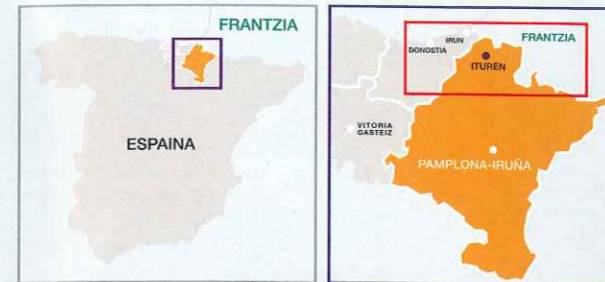 FRANTZIA
ESPAINA
IRUN
FRANTZIA
DONOSTIA
ITUREN
VITORIA
GASTEIZ
PAMPLONA-IRUÑA